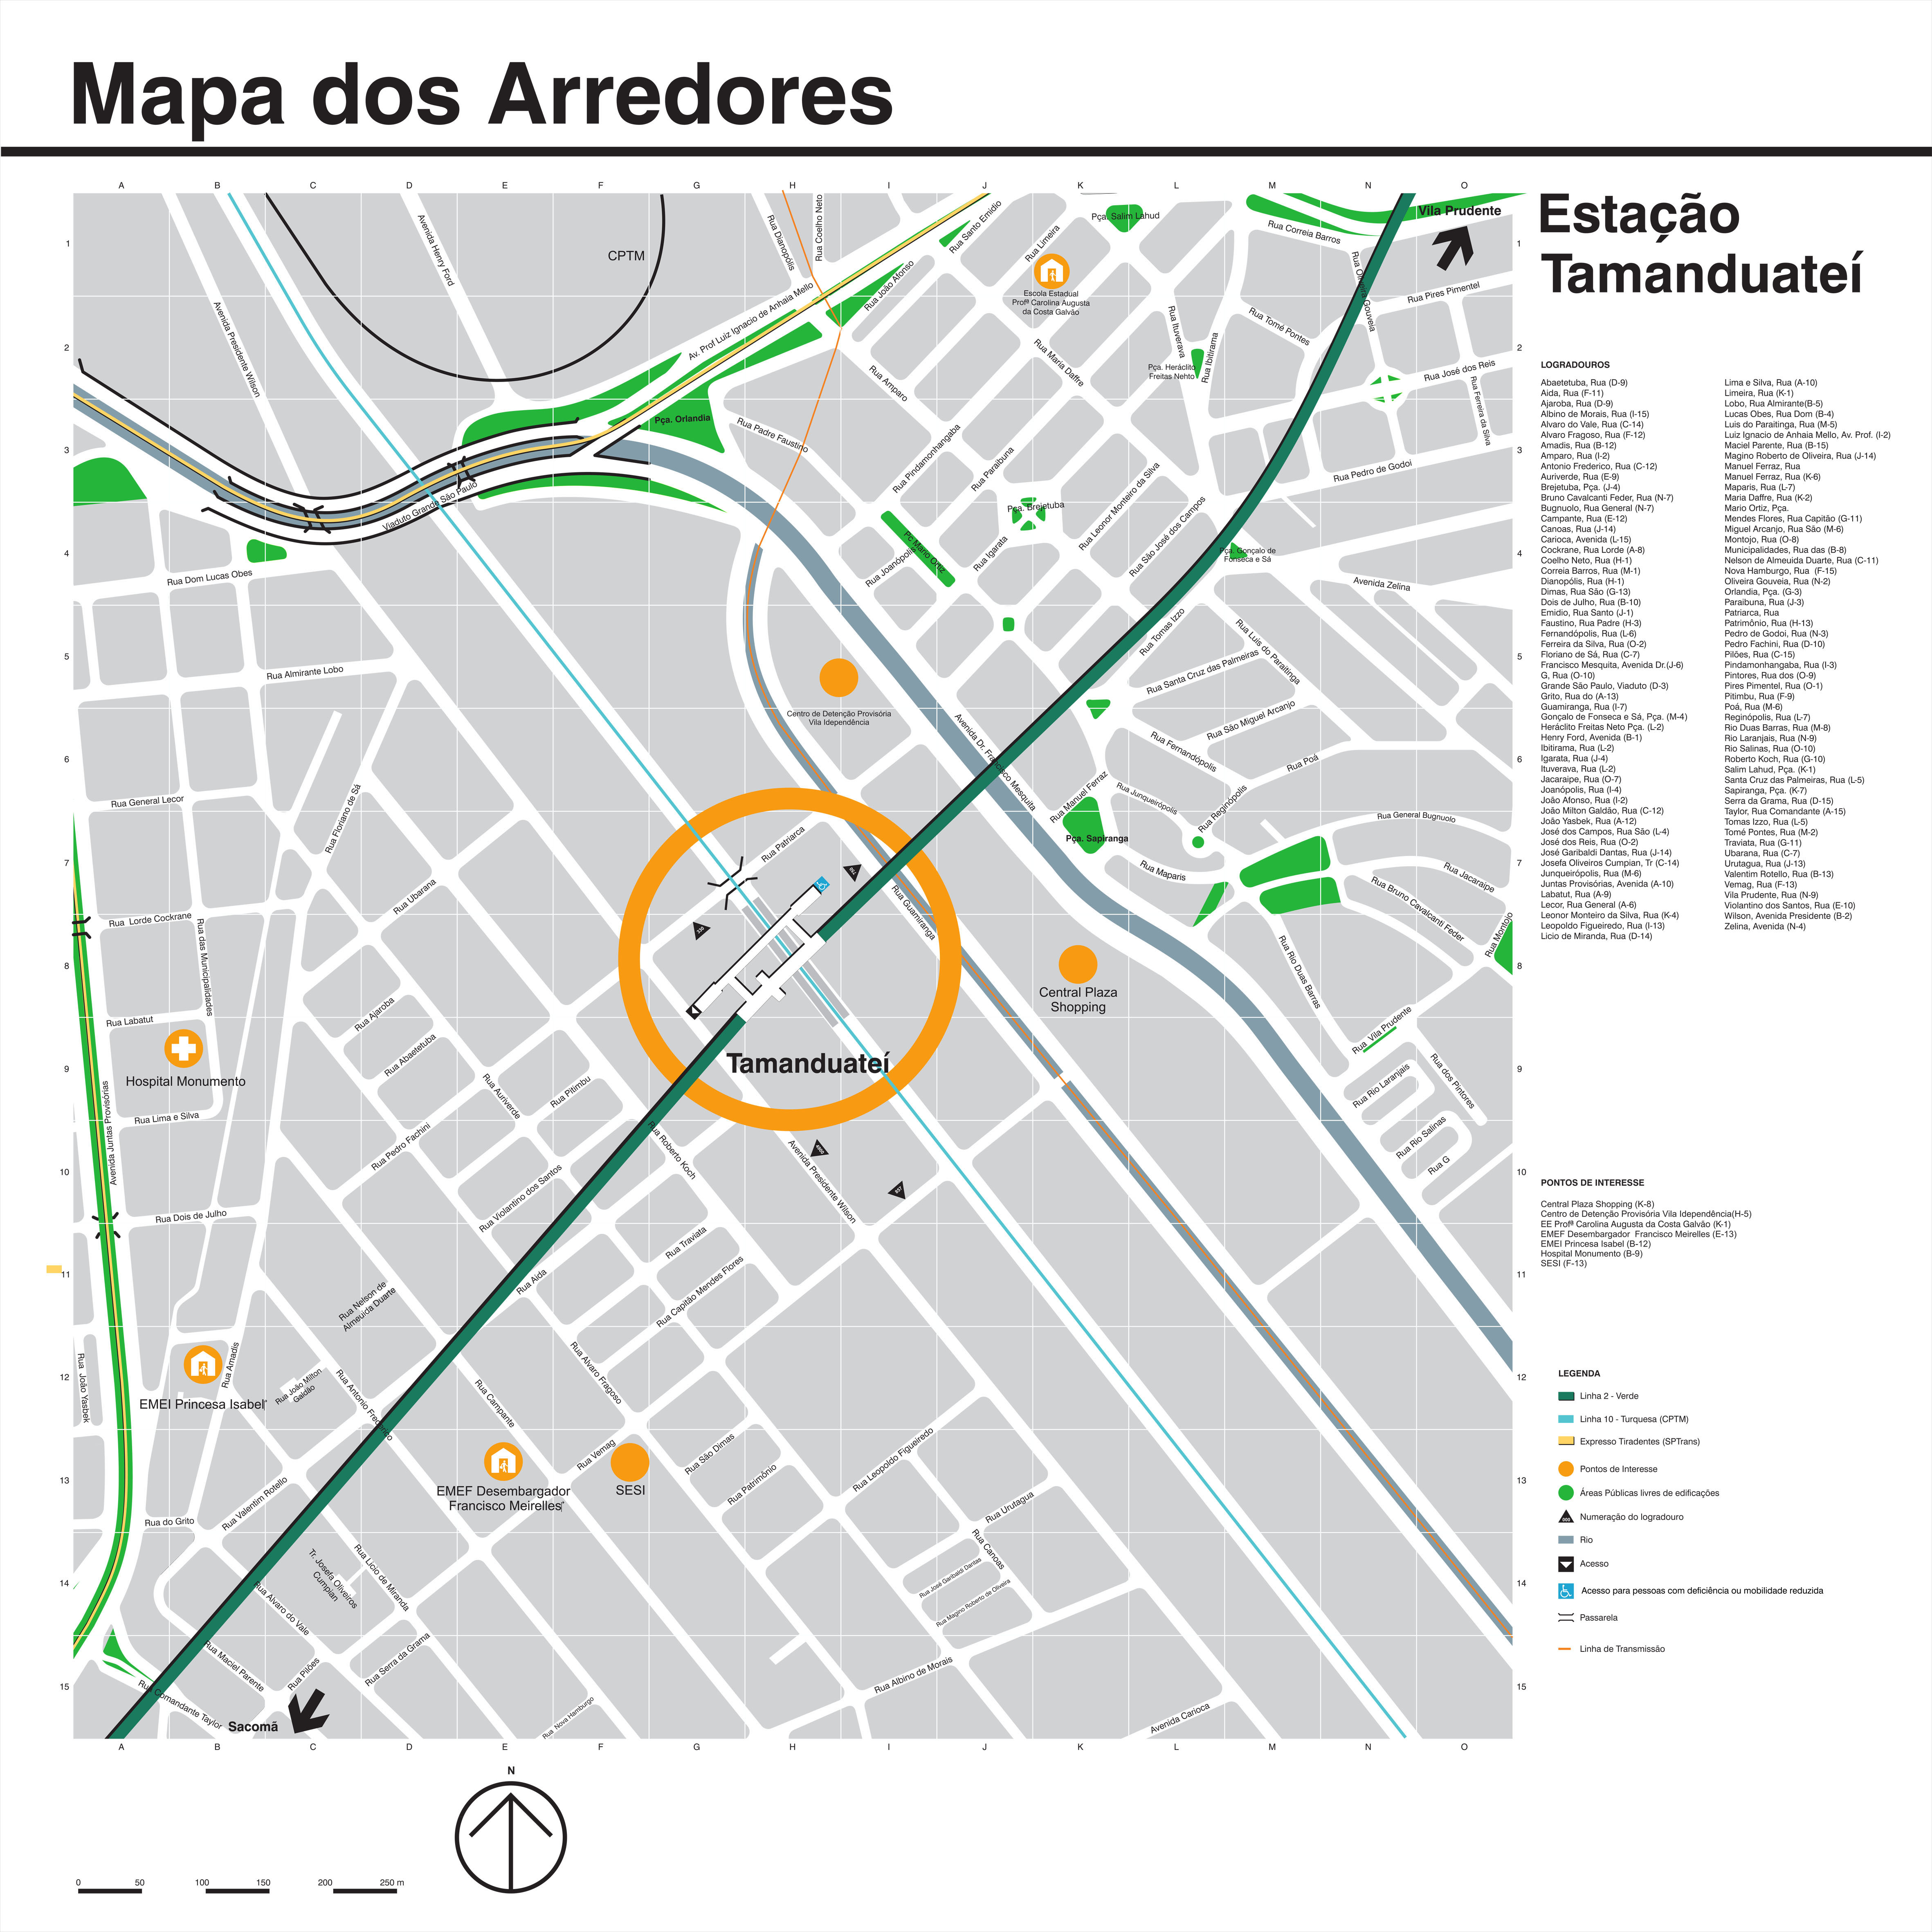 Mapa dos Arredores
Estação
Tamanduateí
A B C D E F G H I J K L M N O
1
2
3
4
5
6
7
8
9
10
11
12
13
14
15
Vila Prudente
CPTM
Avenida Henry Ford
Avenida Presidente Wilson
Rua Dianopólis
Rua Coelho Neto
Av. Prof Luiz Ignacio de Anhaia Mello
Rua João Afonso
Rua Santo Emidio
Rua Limeira
Pça. Salim Lahud
Escola Estadual
Profª Carolina Augusta
da Costa Galvão
Rua Correia Barros
Rua Oliveira Gouveia
Rua Pires Pimentel
Rua Tomé Pontes
Rua Ituverava
Rua Ibitirama
Pça. Heráclito
Freitas Nehto
Rua Maria Daffre
Rua Amparo
Rua José dos Reis
Rua Ferreira da Silva
Pça. Orlandia
Rua Padre Faustino
Rua Pindamonhangaba
Rua Paraibuna
Rua Pedro de Godoi
Viaduto Grande São Paulo
Pça. Brejetuba
Rua Leonor Monteiro da Silva
Rua São José dos Campos
Pc Mario Ortiz
Rua Joanópolis
Rua Igarata
Pça. Gonçalo de
Fonseca e Sá
Avenida Zelina
Rua Dom Lucas Obes
Rua Almirante Lobo
Rua Tomas Izzo
Rua Luis do Paraitinga
Rua Santa Cruz das Palmeiras
Rua São Miguel Arcanjo
Centro de Detenção Provisória
Vila Idependência
Avenida Dr. Francisco Mesquita
Rua Fernandópolis
Rua Poá
Rua General Lecor
Rua Floriano de Sá
Rua Manuel Ferraz
Rua Junqueirópolis
Rua Reginópolis
Rua General Bugnuolo
Pça. Sapiranga
Rua Patriarca
Rua Maparis
Rua Jacaraipe
Rua Ubarana
Rua Guamiranga
Rua Bruno Cavalcanti Feder
Rua Montojo
Rua Lorde Cockrane
Rua das Municipalidades
Central Plaza
Shopping
Rua Rio Duas Barras
Rua Labatut
Rua Ajaroba
Rua Abaetetuba
Tamanduateí
Rua Vila Prudente
Hospital Monumento
Rua Auriverde
Rua Pitimbu
Rua Rio Laranjais
Rua dos Pintores
Rua Lima e Silva
Avenida Juntas Provisórias
Rua Pedro Fachini
Rua Roberto Koch
Avenida Presidente Wilson
Rua Rio Salinas
Rua G
Rua Violantino dos Santos
Rua Dois de Julho
Rua Traviata
Rua Aida
Rua Capitão Mendes Flores
Rua Nelson de
Almeuida Duarte
Rua João Yasbek
Rua Amadis
EMEI Princesa Isabel
Rua João Milton
Galdão
Rua Antonio Frederico
Rua Campante
Rua Alvaro Fragoso
Rua Vemag
EMEF Desembargador
Francisco Meirelles
SESI
Rua São Dimas
Rua Patrimônio
Rua Leopoldo Figueiredo
Rua Valentim Rotello
Rua do Grito
Rua Urutagua
Rua Canoas
Tr. Josefa Oliveiros
Cumpian
Rua Licio de Miranda
Rua José Garibaldi Dantas
Rua Magino Roberto de Oliveira
Rua Alvaro do Vale
Rua Maciel Parente
Rua Pilões
Rua Serra da Grama
Rua Comandante Taylor
Sacomã
Rua Nova Hamburgo
Rua Albino de Morais
Avenida Carioca
A B C D E F G H I J K L M N O
1
2
3
4
5
6
7
8
9
10
11
12
13
14
15
LOGRADOUROS
Abaetetuba, Rua (D-9)
Aida, Rua (F-11)
Ajaroba, Rua (D-9)
Albino de Morais, Rua (I-15)
Alvaro do Vale, Rua (C-14)
Alvaro Fragoso, Rua (F-12)
Amadis, Rua (B-12)
Amparo, Rua (I-2)
Antonio Frederico, Rua (C-12)
Auriverde, Rua (E-9)
Brejetuba, Pça. (J-4)
Bruno Cavalcanti Feder, Rua (N-7)
Bugnuolo, Rua General (N-7)
Campante, Rua (E-12)
Canoas, Rua (J-14)
Carioca, Avenida (L-15)
Cockrane, Rua Lorde (A-8)
Coelho Neto, Rua (H-1)
Correia Barros, Rua (M-1)
Dianopólis, Rua (H-1)
Dimas, Rua São (G-13)
Dois de Julho, Rua (B-10)
Emidio, Rua Santo (J-1)
Faustino, Rua Padre (H-3)
Fernandópolis, Rua (L-6)
Ferreira da Silva, Rua (O-2)
Floriano de Sá, Rua (C-7)
Francisco Mesquita, Avenida Dr.(J-6)
G, Rua (O-10)
Grande São Paulo, Viaduto (D-3)
Grito, Rua do (A-13)
Guamiranga, Rua (I-7)
Gonçalo de Fonseca e Sá, Pça. (M-4)
Heráclito Freitas Neto Pça. (L-2)
Henry Ford, Avenida (B-1)
Ibitirama, Rua (L-2)
Igarata, Rua (J-4)
Ituverava, Rua (L-2)
Jacaraipe, Rua (O-7)
Joanópolis, Rua (I-4)
João Afonso, Rua (I-2)
João Milton Galdão, Rua (C-12)
João Yasbek, Rua (A-12)
José dos Campos, Rua São (L-4)
José dos Reis, Rua (O-2)
José Garibaldi Dantas, Rua (J-14)
Josefa Oliveiros Cumpian, Tr (C-14)
Junqueirópolis, Rua (M-6)
Juntas Provisórias, Avenida (A-10)
Labatut, Rua (A-9)
Lecor, Rua General (A-6)
Leonor Monteiro da Silva, Rua (K-4)
Leopoldo Figueiredo, Rua (I-13)
Licio de Miranda, Rua (D-14)
Lima e Silva, Rua (A-10)
Limeira, Rua (K-1)
Lobo, Rua Almirante(B-5)
Lucas Obes, Rua Dom (B-4)
Luis do Paraitinga, Rua (M-5)
Luiz Ignacio de Anhaia Mello, Av. Prof. (I-2)
Maciel Parente, Rua (B-15)
Magino Roberto de Oliveira, Rua (J-14)
Manuel Ferraz, Rua
Manuel Ferraz, Rua (K-6)
Maparis, Rua (L-7)
Maria Daffre, Rua (K-2)
Mario Ortiz, Pça.
Mendes Flores, Rua Capitão (G-11)
Miguel Arcanjo, Rua São (M-6)
Montojo, Rua (O-8)
Municipalidades, Rua das (B-8)
Nelson de Almeuida Duarte, Rua (C-11)
Nova Hamburgo, Rua (F-15)
Oliveira Gouveia, Rua (N-2)
Orlandia, Pça. (G-3)
Paraibuna, Rua (J-3)
Patriarca, Rua
Patrimônio, Rua (H-13)
Pedro de Godoi, Rua (N-3)
Pedro Fachini, Rua (D-10)
Pilões, Rua (C-15)
Pindamonhangaba, Rua (I-3)
Pintores, Rua dos (O-9)
Pires Pimentel, Rua (O-1)
Pitimbu, Rua (F-9)
Poá, Rua (M-6)
Reginópolis, Rua (L-7)
Rio Duas Barras, Rua (M-8)
Rio Laranjais, Rua (N-9)
Rio Salinas, Rua (O-10)
Roberto Koch, Rua (G-10)
Salim Lahud, Pça. (K-1)
Santa Cruz das Palmeiras, Rua (L-5)
Sapiranga, Pça. (K-7)
Serra da Grama, Rua (D-15)
Taylor, Rua Comandante (A-15)
Tomas Izzo, Rua (L-5)
Tomé Pontes, Rua (M-2)
Traviata, Rua (G-11)
Ubarana, Rua (C-7)
Urutagua, Rua (J-13)
Valentim Rotello, Rua (B-13)
Vemag, Rua (F-13)
Vila Prudente, Rua (N-9)
Violantino dos Santos, Rua (E-10)
Wilson, Avenida Presidente (B-2)
Zelina, Avenida (N-4)
PONTOS DE INTERESSE
Central Plaza Shopping (K-8)
Centro de Detenção Provisória Vila Idependência(H-5)
EE Profª Carolina Augusta da Costa Galvão (K-1)
EMEF Desembargador Francisco Meirelles (E-13)
EMEI Princesa Isabel (B-12)
Hospital Monumento (B-9)
SESI (F-13)
LEGENDA
Linha 2 - Verde
Linha 10 - Turquesa (CPTM)
Expresso Tiradentes (SPTrans)
Pontos de Interesse
Áreas Públicas livres de edificações
Numeração do logradouro
Rio
Acesso
Acesso para pessoas com deficiência ou mobilidade reduzida
Passarela
Linha de Transmissão
N
0 50 100 150 200 250 m